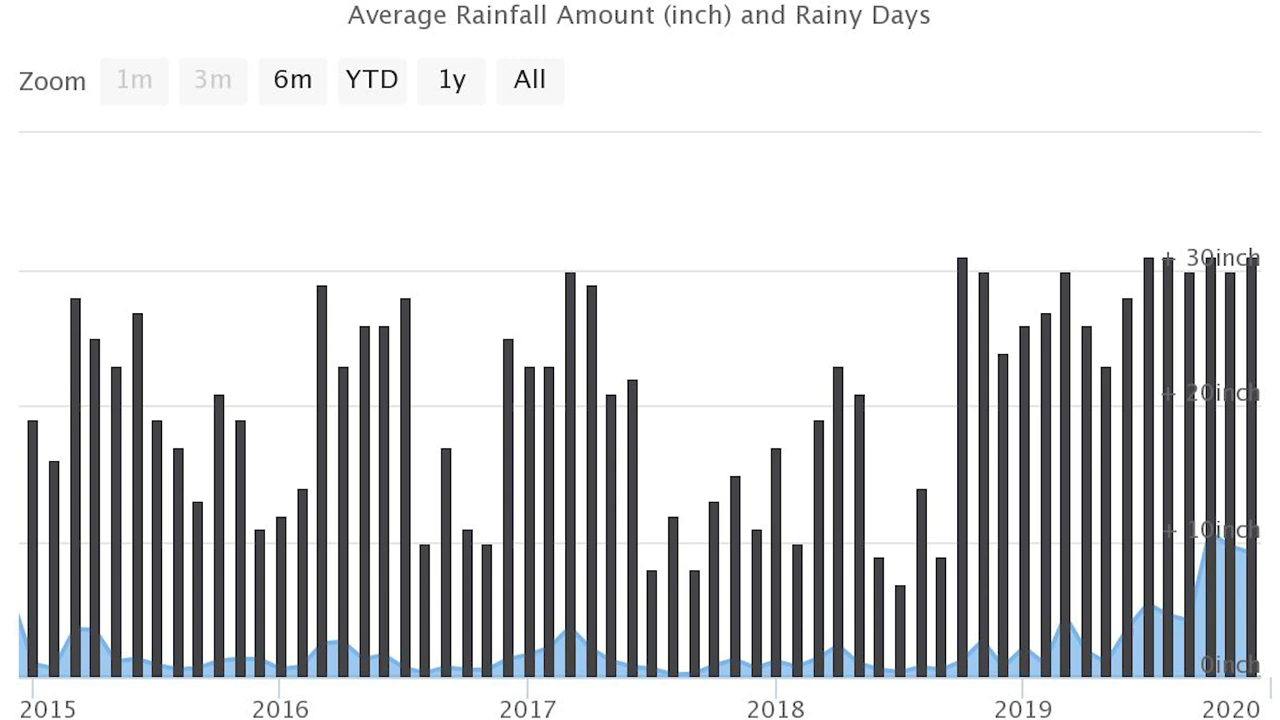 Average Rainfall Amount (inch) and Rainy Days
Zoom 1m 3m 6m YTD 1y All
+ 30inch
+ 20inch
+ 10inch
0inch
2015 2016 2017 2018 2019 2020